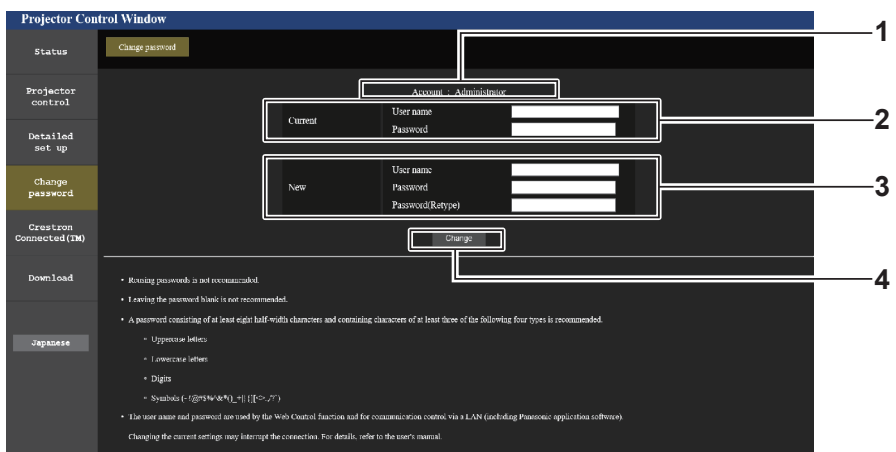 Projector Control Window
1
Status
Change password
Account : Administrator
Projector
control
Current
User name
Password
2
Detailed
set up
New
User name
Password
Password(Retype)
3
Change
password
Change
Crestron
Connected(TM)
4
Download
• Reusing passwords is not recommended.
• Leaving the password blank is not recommended.
• A password consisting of at least eight half-width characters and containing characters of at least three of the following four types is recommended.
Japanese
◦ Uppercase letters
◦ Lowercase letters
◦ Digits
◦ Symbols
• The user name and password are used by the Web Control function and for communication control via a LAN (including Panasonic application software).
Changing the current settings may interrupt the connection. For details, refer to the user's manual.